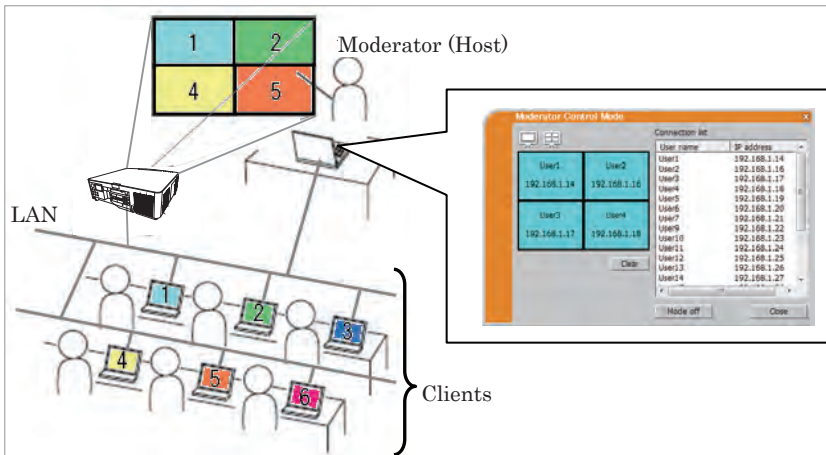 1
2
4
5
Moderator (Host)
LAN
1
2
3
4
5
6
Clients
Moderator Control Mode
X
Connection list
User name IP address
User1 192.168.1.14
User2 192.168.1.16
User3 192.168.1.17
User4 192.168.1.18
User5 192.168.1.19
User6 192.168.1.20
User7 192.168.1.21
User9 192.168.1.22
User10 192.168.1.23
User11 192.168.1.24
User12 192.168.1.25
User13 192.168.1.26
User14 192.168.1.27
User1
192.168.1.14
User2
192.168.1.16
User3
192.168.1.17
User4
192.168.1.18
Clear
Mode off
Close